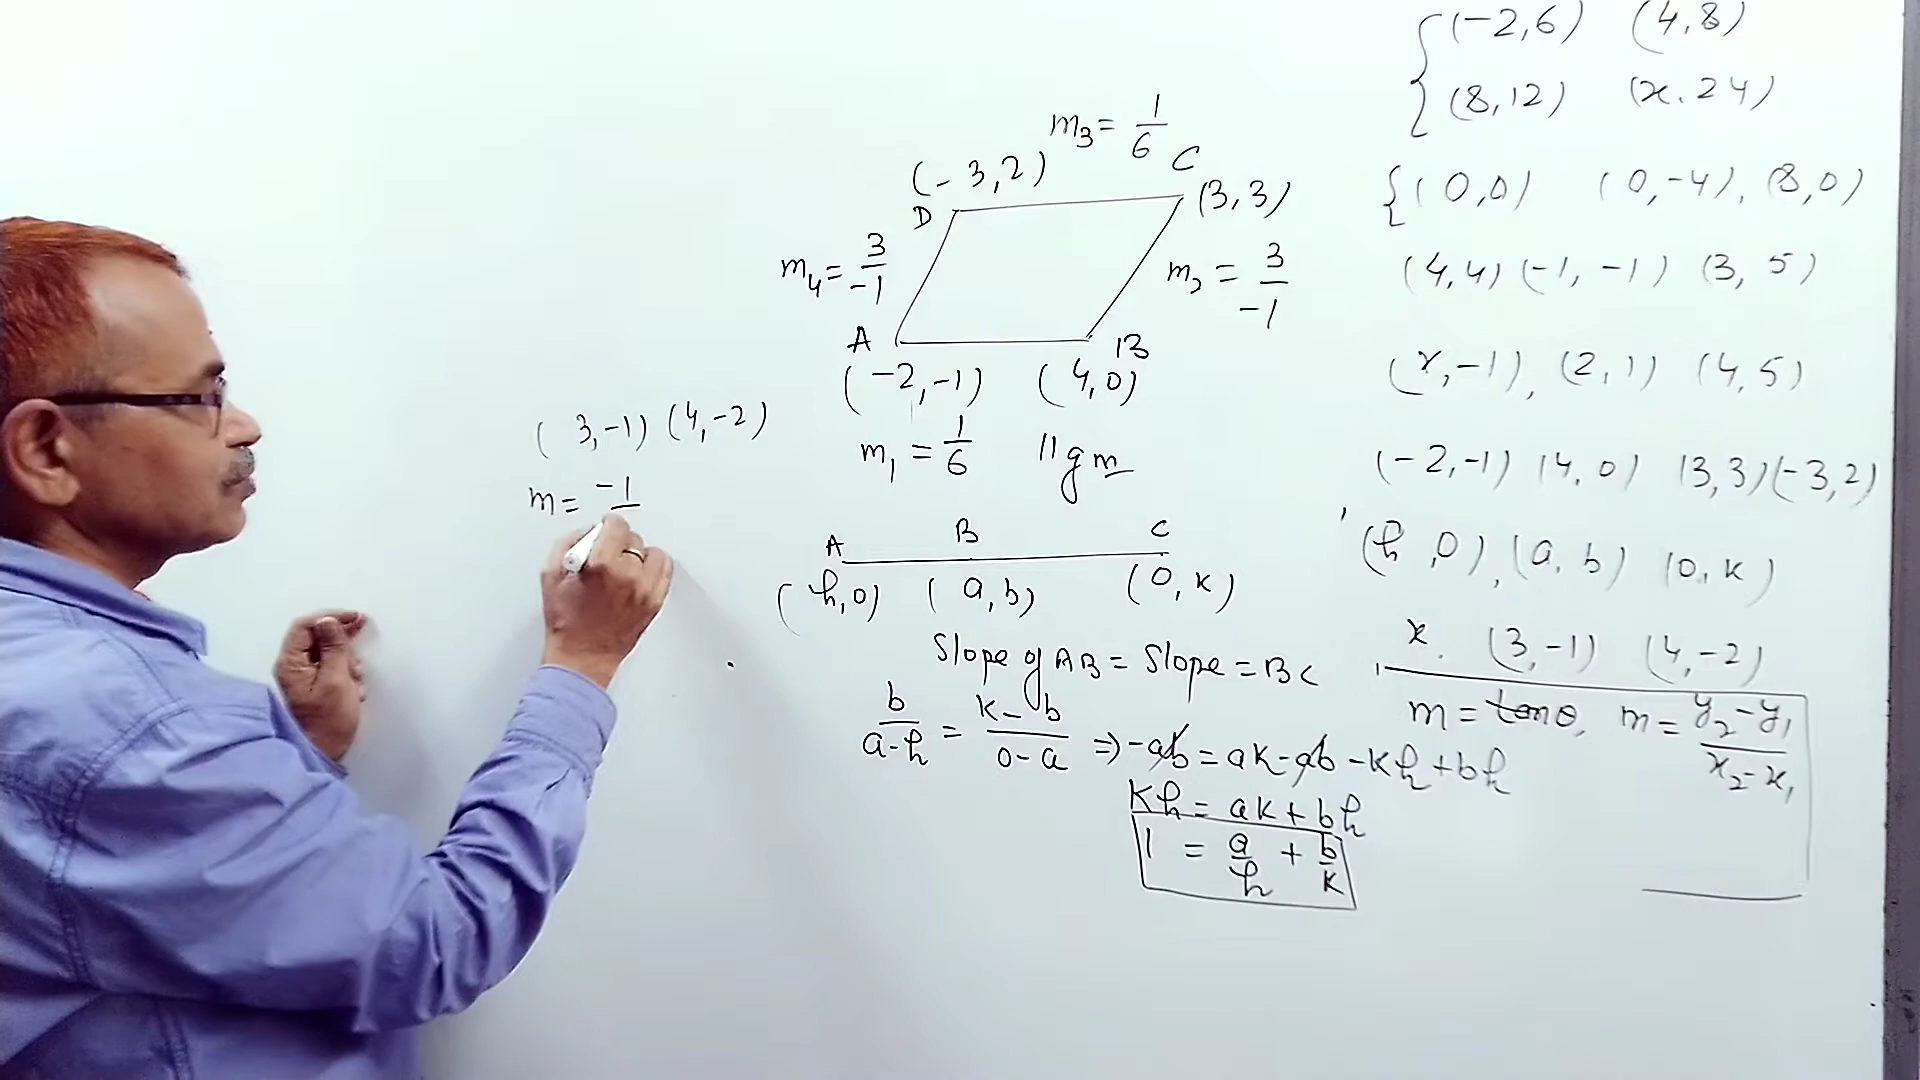 (3,-1) (4,-2)
m = -1
m3 = 1/6
(-3,2)
C
D
(3,3)
m4 = 3/-1
m2 = 3/-1
A
B
(-2,-1) (4,0)
m1 = 1/6
11gm
A B C
(h,0) (a,b) (0,k)
Slope of AB = Slope = BC
b/a-h = k-b/0-a ⇒ -ab = ak-ab-kh+bh
kh = ak+bh
1 = a/h + b/k
{ (-2,6) (4,8)
(8,12) (x.24)
{ (0,0) (0,-4), (8,0)
(4,4) (-1,-1) (3,5)
(x,-1), (2,1) (4,5)
(-2,-1) (4,0) (3,3) (-3,2)
(h,0), (a,b) (0,k)
x. (3,-1) (4,-2)
m = tanθ, m = y2-y1/x2-x1